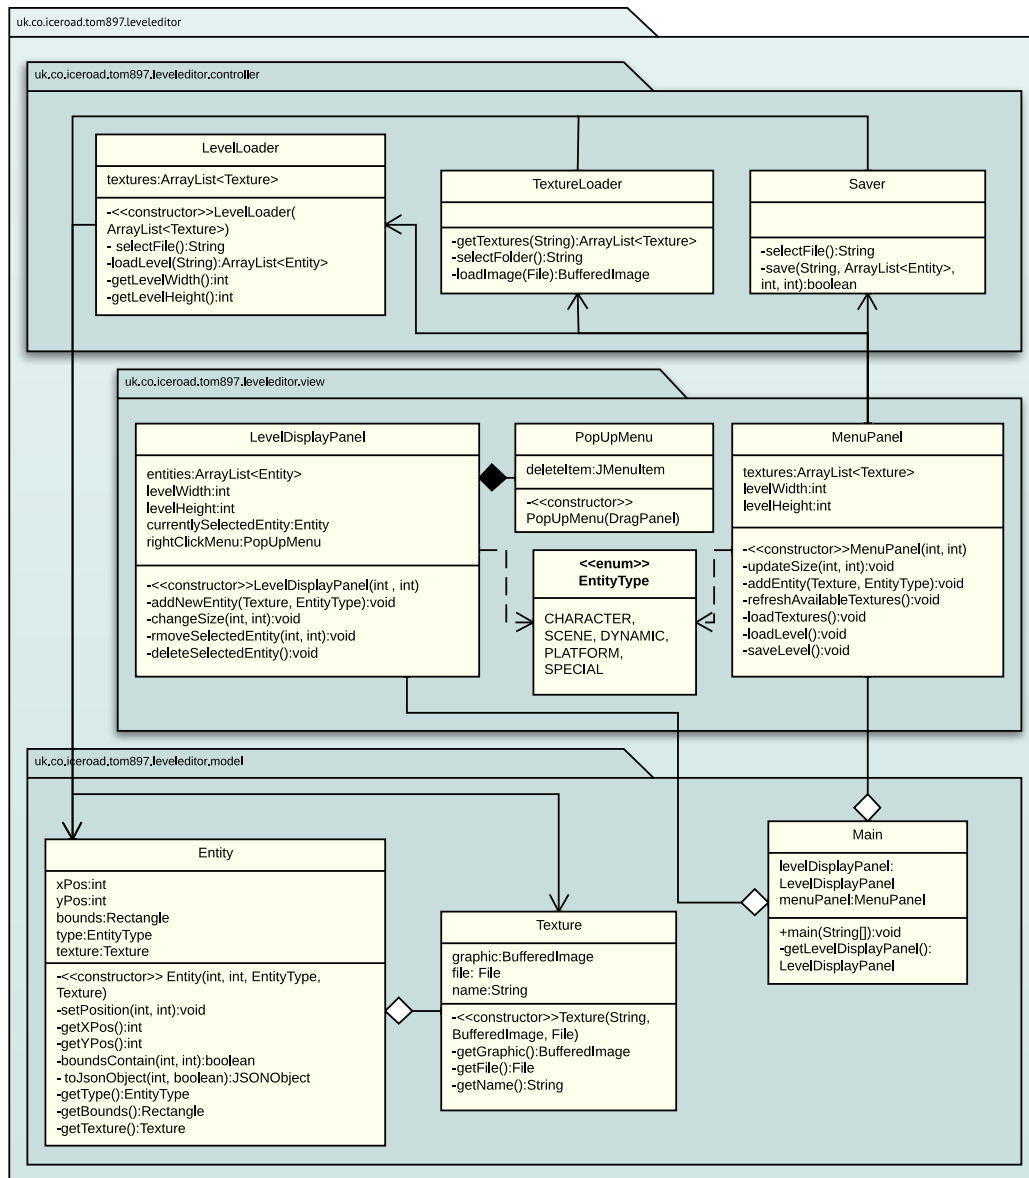 uk.co.iceroad.tom897.leveleditor
uk.co.iceroad.tom897.leveleditor.controller
LevelLoader
textures:ArrayList<Texture>
-<<constructor>>LevelLoader(
ArrayList<Texture>)
- selectFile():String
-loadLevel(String):ArrayList<Entity>
-getLevelWidth():int
-getLevelHeight():int
TextureLoader
-getTextures(String):ArrayList<Texture>
-selectFolder():String
-loadImage(File):BufferedImage
Saver
-selectFile():String
-save(String, ArrayList<Entity>,
int, int):boolean
uk.co.iceroad.tom897.leveleditor.view
LevelDisplayPanel
entities:ArrayList<Entity>
levelWidth:int
levelHeight:int
currentlySelectedEntity:Entity
rightClickMenu:PopUpMenu
-<<constructor>>LevelDisplayPanel(int , int)
-addNewEntity(Texture, EntityType):void
-changeSize(int, int):void
-rmoveSelectedEntity(int, int):void
-deleteSelectedEntity():void
PopUpMenu
deleteItem:JMenuItem
-<<constructor>>
PopUpMenu(DragPanel)
<<enum>>
EntityType
CHARACTER,
SCENE, DYNAMIC,
PLATFORM,
SPECIAL
MenuPanel
textures:ArrayList<Texture>
levelWidth:int
levelHeight:int
-<<constructor>>MenuPanel(int, int)
-updateSize(int, int):void
-addEntity(Texture, EntityType):void
-refreshAvailableTextures():void
-loadTextures():void
-loadLevel():void
-saveLevel():void
uk.co.iceroad.tom897.leveleditor.model
Entity
xPos:int
yPos:int
bounds:Rectangle
type:EntityType
texture:Texture
-<<constructor>> Entity(int, int, EntityType,
Texture)
-setPosition(int, int):void
-getXPos():int
-getYPos():int
-boundsContain(int, int):boolean
- toJsonObject(int, boolean):JSONObject
-getType():EntityType
-getBounds():Rectangle
-getTexture():Texture
Texture
graphic:BufferedImage
file: File
name:String
-<<constructor>>Texture(String,
BufferedImage, File)
-getGraphic():BufferedImage
-getFile():File
-getName():String
Main
levelDisplayPanel:
LevelDisplayPanel
menuPanel:MenuPanel
+main(String[]):void
-getLevelDisplayPanel():
LevelDisplayPanel